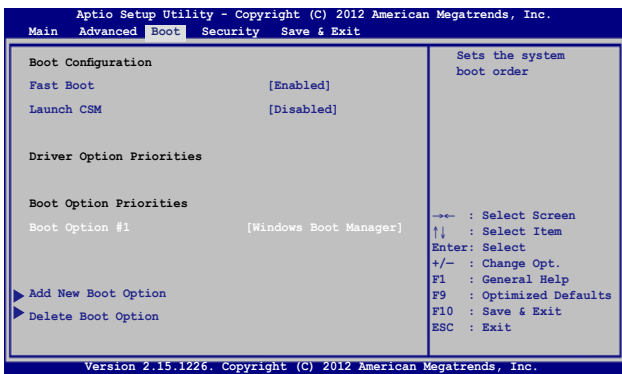 Aptio Setup Utility - Copyright (C) 2012 American Megatrends, Inc.
Main Advanced Boot Security Save & Exit
Boot Configuration
Fast Boot [Enabled]
Launch CSM [Disabled]
Driver Option Priorities
Boot Option Priorities
Boot Option #1 [Windows Boot Manager]
Add New Boot Option
Delete Boot Option
Sets the system
boot order
→← : Select Screen
↑↓ : Select Item
Enter: Select
+/— : Change Opt.
F1 : General Help
F9 : Optimized Defaults
F10 : Save & Exit
ESC : Exit
Version 2.15.1226. Copyright (C) 2012 American Megatrends, Inc.